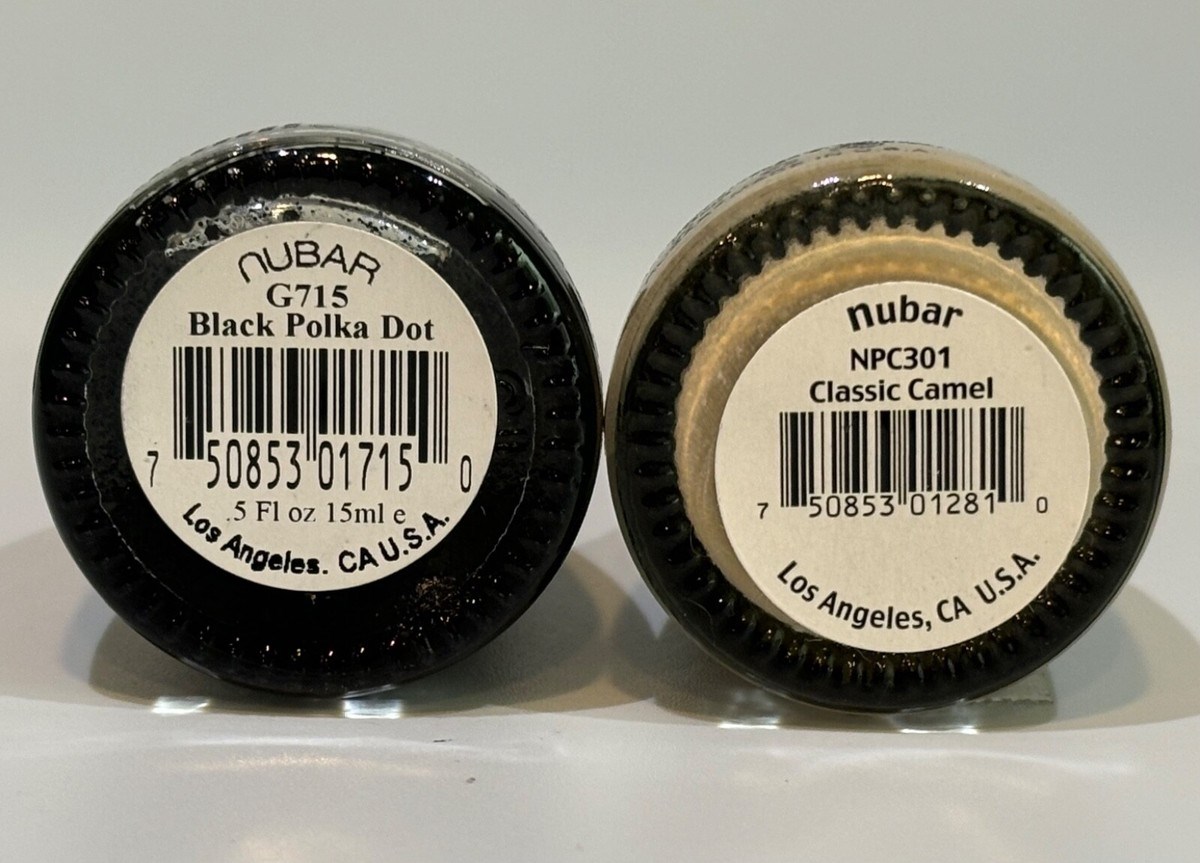 NUBAR
G715
Black Polka Dot
7 50853 01715 0
.5 Fl oz 15ml e
Los Angeles. CA U.S.A.
nubar
NPC301
Classic Camel
7 50853 01281 0
Los Angeles, CA U.S.A.